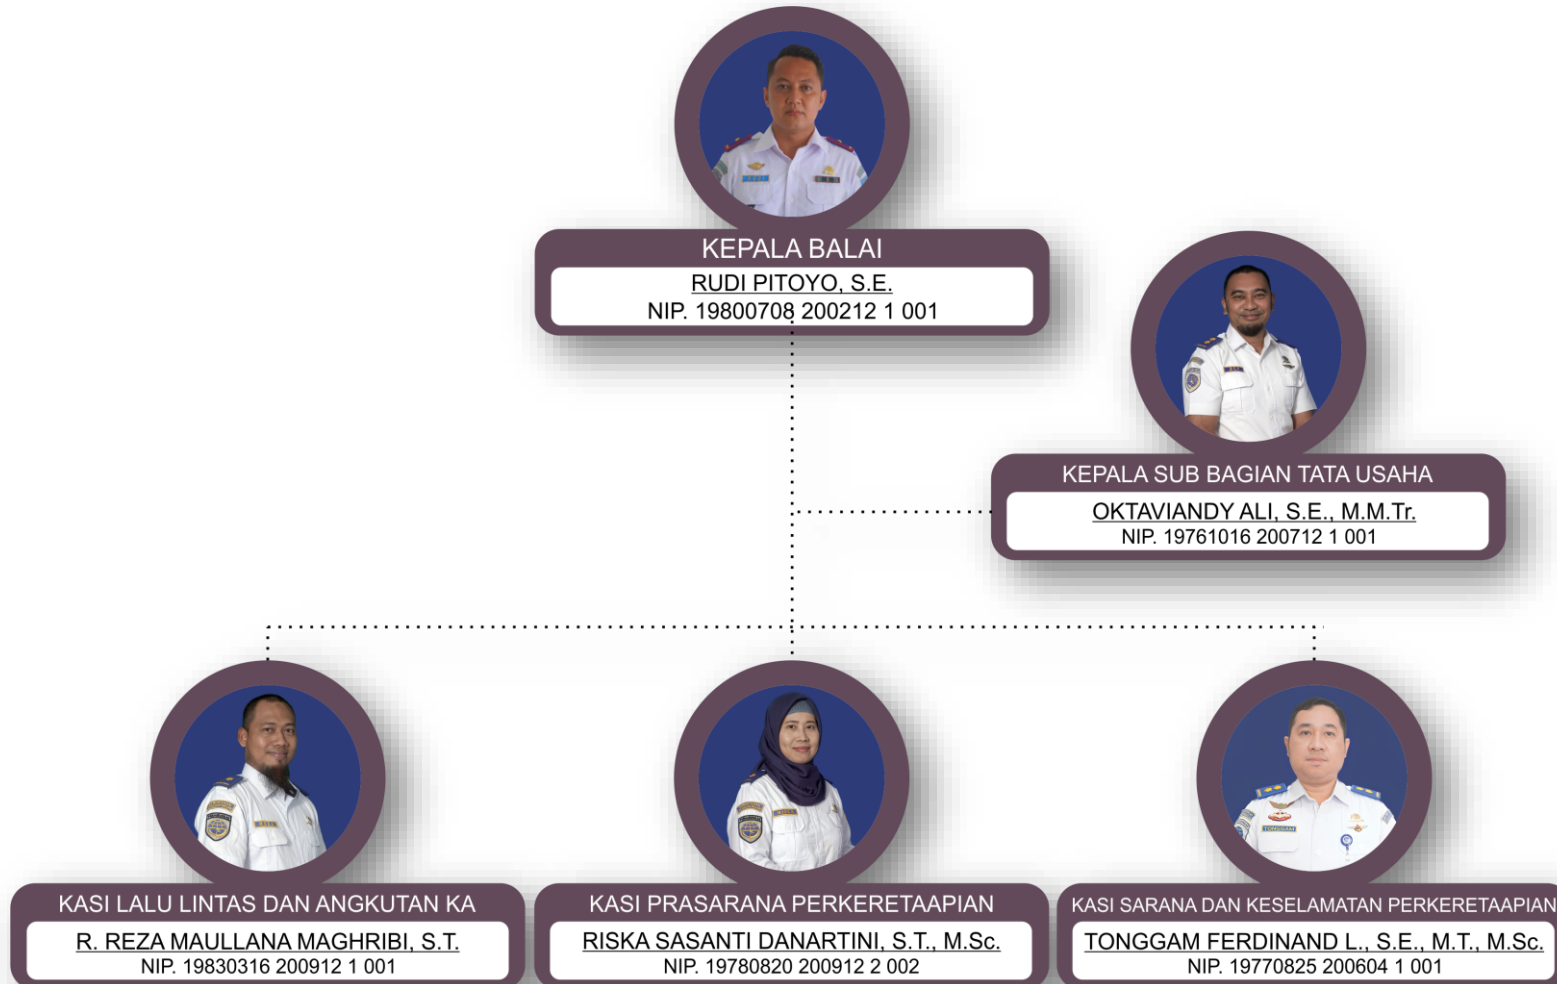 KEPALA BALAI
RUDI PITOYO, S.E.
NIP. 19800708 200212 1 001
KEPALA SUB BAGIAN TATA USAHA
OKTAVIANDY ALI, S.E., M.M.Tr.
NIP. 19761016 200712 1 001
KASI LALU LINTAS DAN ANGKUTAN KA
R. REZA MAULLANA MAGHRIBI, S.T.
NIP. 19830316 200912 1 001
KASI PRASARANA PERKERETAAPIAN
RISKA SASANTI DANARTINI, S.T., M.Sc.
NIP. 19780820 200912 2 002
TONGGAM
KASI SARANA DAN KESELAMATAN PERKERETAAPIAN
TONGGAM FERDINAND L., S.E., M.T., M.Sc.
NIP. 19770825 200604 1 001